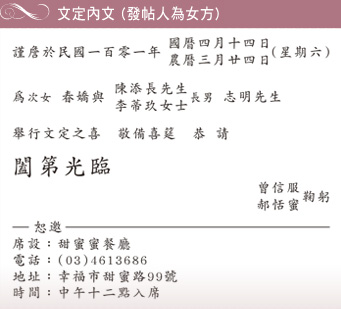 文定內文 (發帖人為女方)
謹詹於民國一百零一年 國曆四月十四日 農曆三月廿四日 (星期六)
為次女 春嬌與 陳添長先生 李蒂玖女士 長男 志明先生
舉行文定之喜 敬備喜筵 恭 請
闔第光臨
曾信服 郝恬蜜 鞠躬
恕邀
席設：甜蜜蜜餐廳
電話：(03)4613686
地址：幸福市甜蜜路99號
時間：中午十二點入席